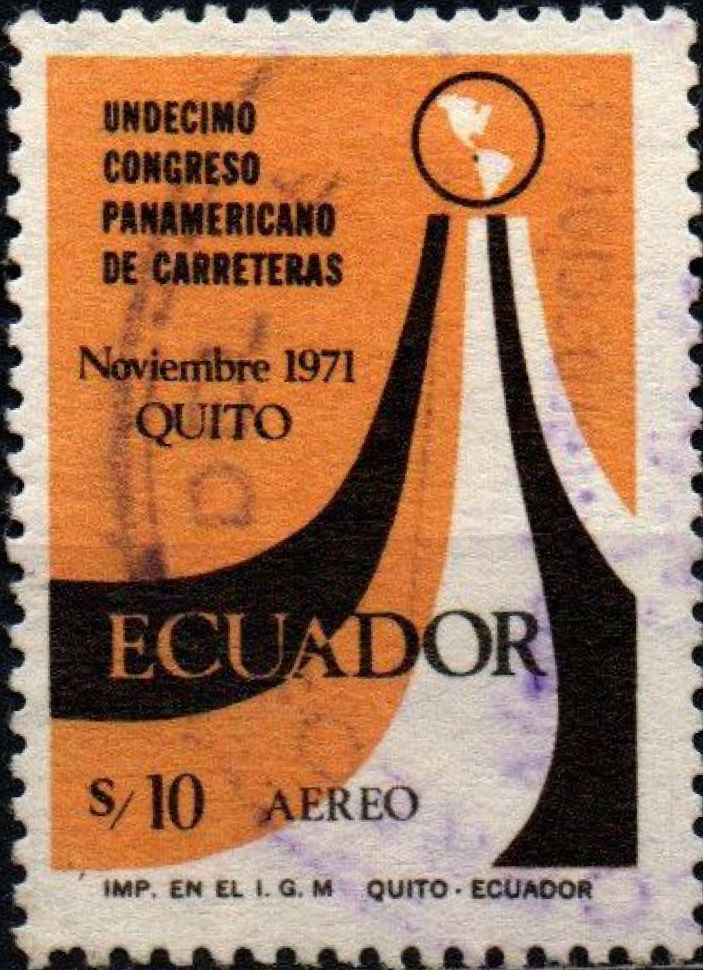 UNDECIMO
CONGRESO
PANAMERICANO
DE CARRETERAS
Noviembre 1971
QUITO
ECUADOR
S/10 AEREO
IMP. EN EL I. G. M QUITO · ECUADOR